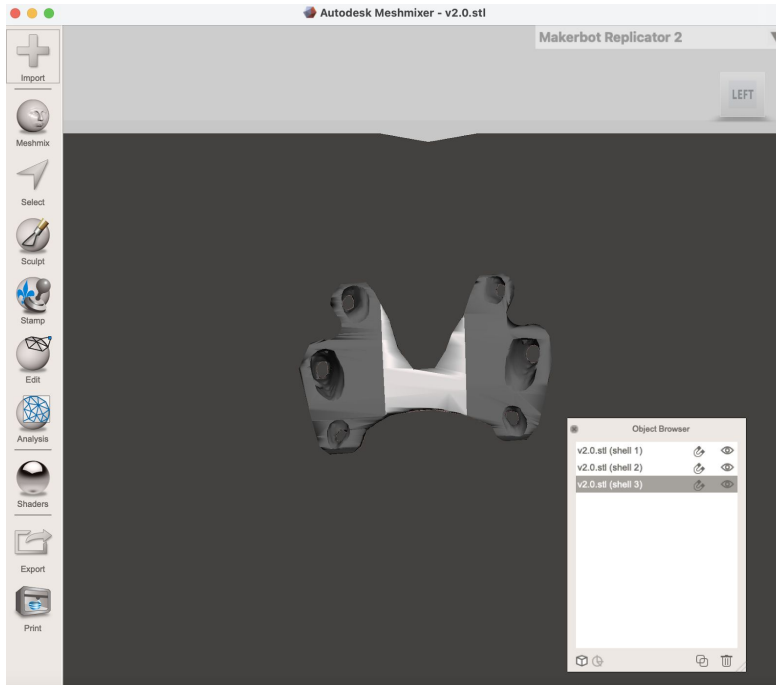 Autodesk Meshmixer - v2.0.stl
Makerbot Replicator 2
LEFT
Import
Meshmix
Select
Sculpt
Stamp
Edit
Analysis
Shaders
Export
Print
Object Browser
v2.0.stl (shell 1)
v2.0.stl (shell 2)
v2.0.stl (shell 3)